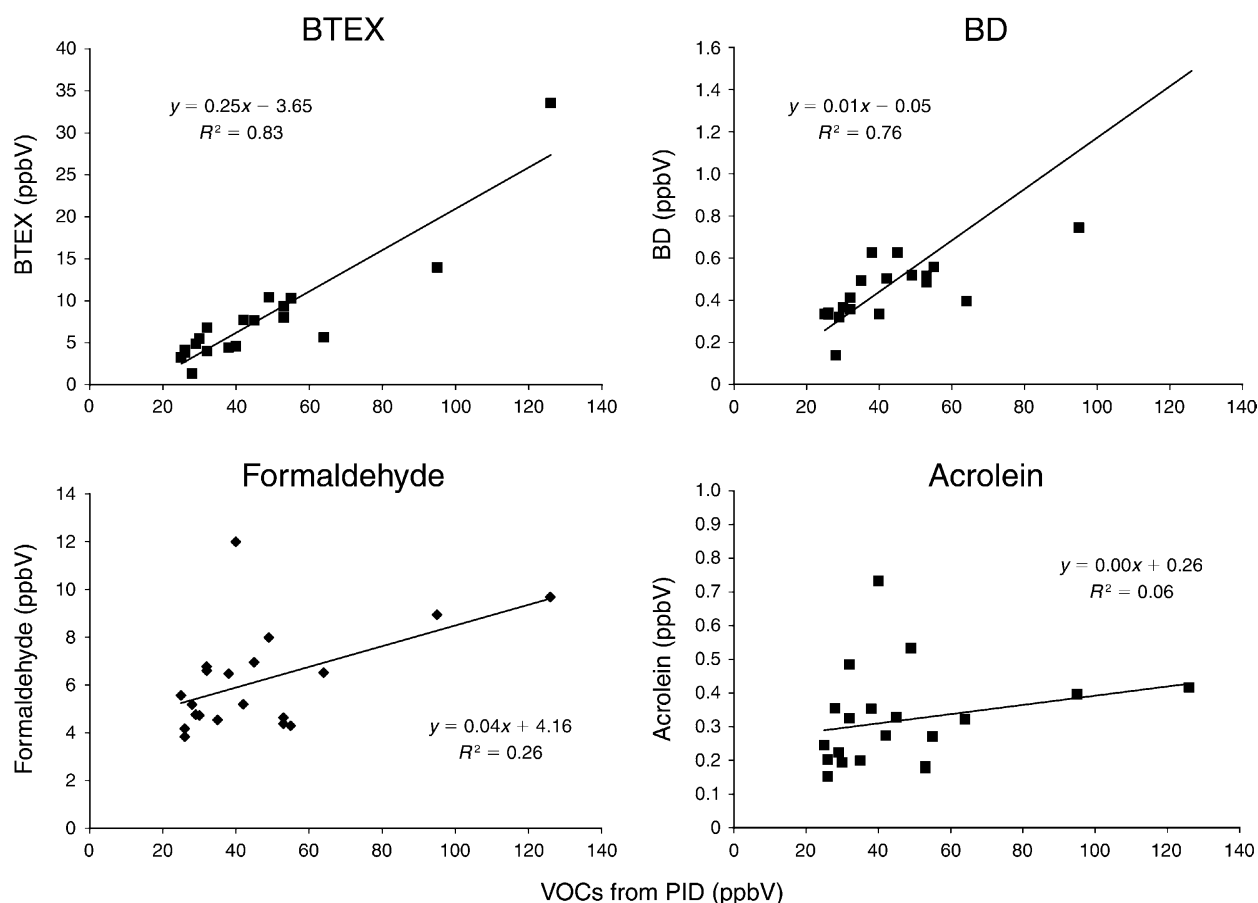 BTEX
40
35
30
25
20
15
10
5
0
BTEX (ppbV)
y = 0.25x − 3.65
R² = 0.83
0 20 40 60 80 100 120 140
BD
1.6
1.4
1.2
1.0
0.8
0.6
0.4
0.2
0
BD (ppbV)
y = 0.01x − 0.05
R² = 0.76
0 20 40 60 80 100 120 140
Formaldehyde
14
12
10
8
6
4
2
0
Formaldehyde (ppbV)
y = 0.04x + 4.16
R² = 0.26
0 20 40 60 80 100 120 140
Acrolein
1.0
0.9
0.8
0.7
0.6
0.5
0.4
0.3
0.2
0.1
0
Acrolein (ppbV)
y = 0.00x + 0.26
R² = 0.06
0 20 40 60 80 100 120 140
VOCs from PID (ppbV)